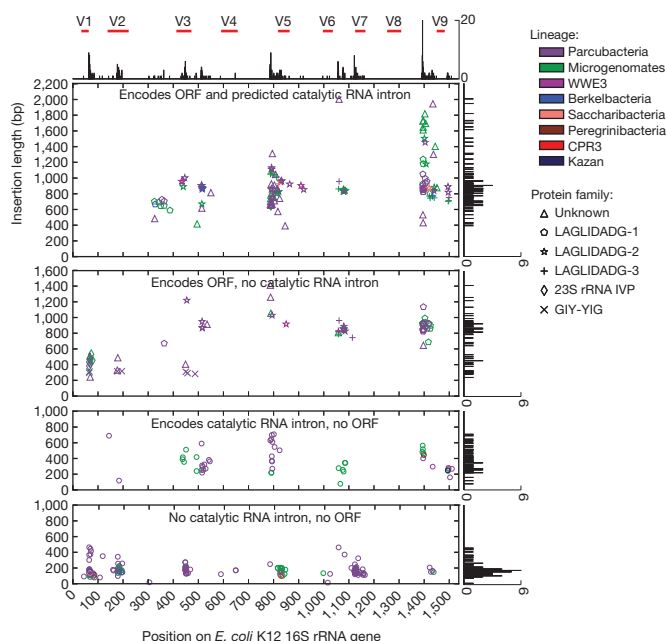 V1 V2 V3 V4 V5 V6 V7 V8 V9
20
0
Lineage:
Parcubacteria
Microgenomates
WWE3
Berkelbacteria
Saccharibacteria
Peregrinibacteria
CPR3
Kazan
Protein family:
Unknown
LAGLIDADG-1
LAGLIDADG-2
LAGLIDADG-3
23S rRNA IVP
GIY-YIG
Insertion length (bp)
Encodes ORF and predicted catalytic RNA intron
2,200
2,000
1,800
1,600
1,400
1,200
1,000
800
600
400
200
0
0 6
Encodes ORF, no catalytic RNA intron
1,600
1,400
1,200
1,000
800
600
400
200
0
0 6
Encodes catalytic RNA intron, no ORF
1,000
800
600
400
200
0
0 6
No catalytic RNA intron, no ORF
1,000
800
600
400
200
0
0 6
0 100 200 300 400 500 600 700 800 900 1,000 1,100 1,200 1,300 1,400 1,500
Position on E. coli K12 16S rRNA gene